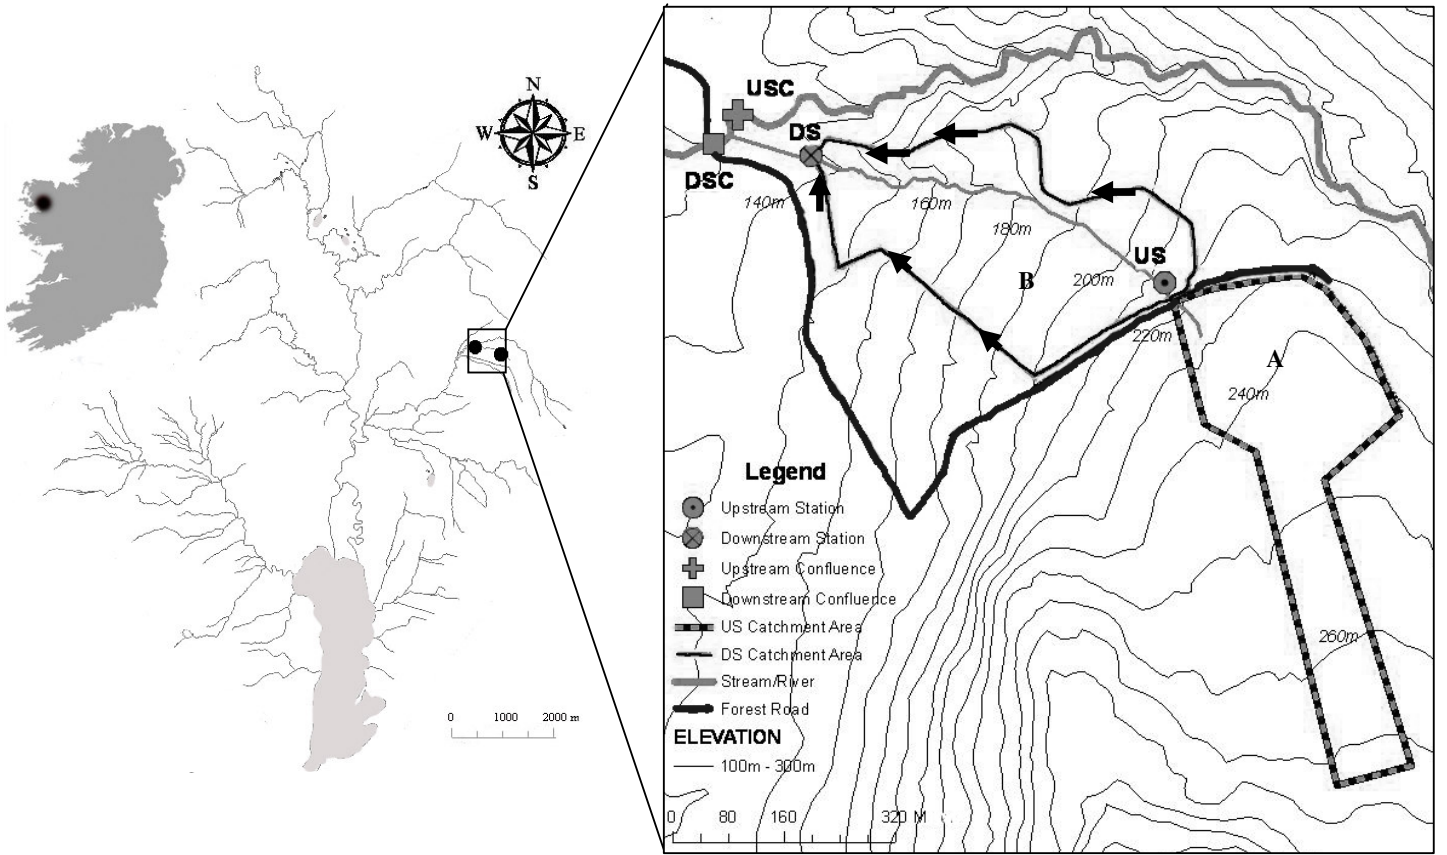 N
W E
S
0 1000 2000 m
USC
DS
DSC
140m
160m
180m
US
B
200m
220m
A
240m
260m
Legend
Upstream Station
Downstream Station
Upstream Confluence
Downstream Confluence
US Catchment Area
DS Catchment Area
Stream/River
Forest Road
ELEVATION
100m - 300m
0 80 160 320 M